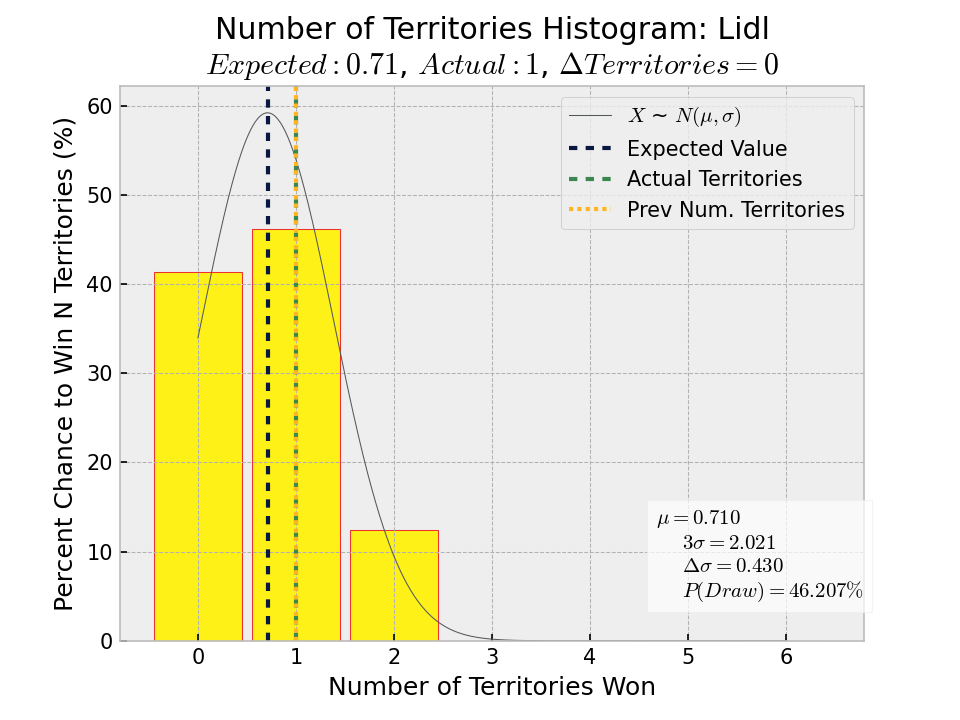 Number of Territories Histogram: Lidl
Expected : 0.71, Actual : 1, ΔTerritories = 0
60
50
40
30
20
10
0
Percent Chance to Win N Territories (%)
X ~ N(μ, σ)
Expected Value
Actual Territories
Prev Num. Territories
μ = 0.710
3σ = 2.021
Δσ = 0.430
P(Draw) = 46.207%
0 1 2 3 4 5 6
Number of Territories Won